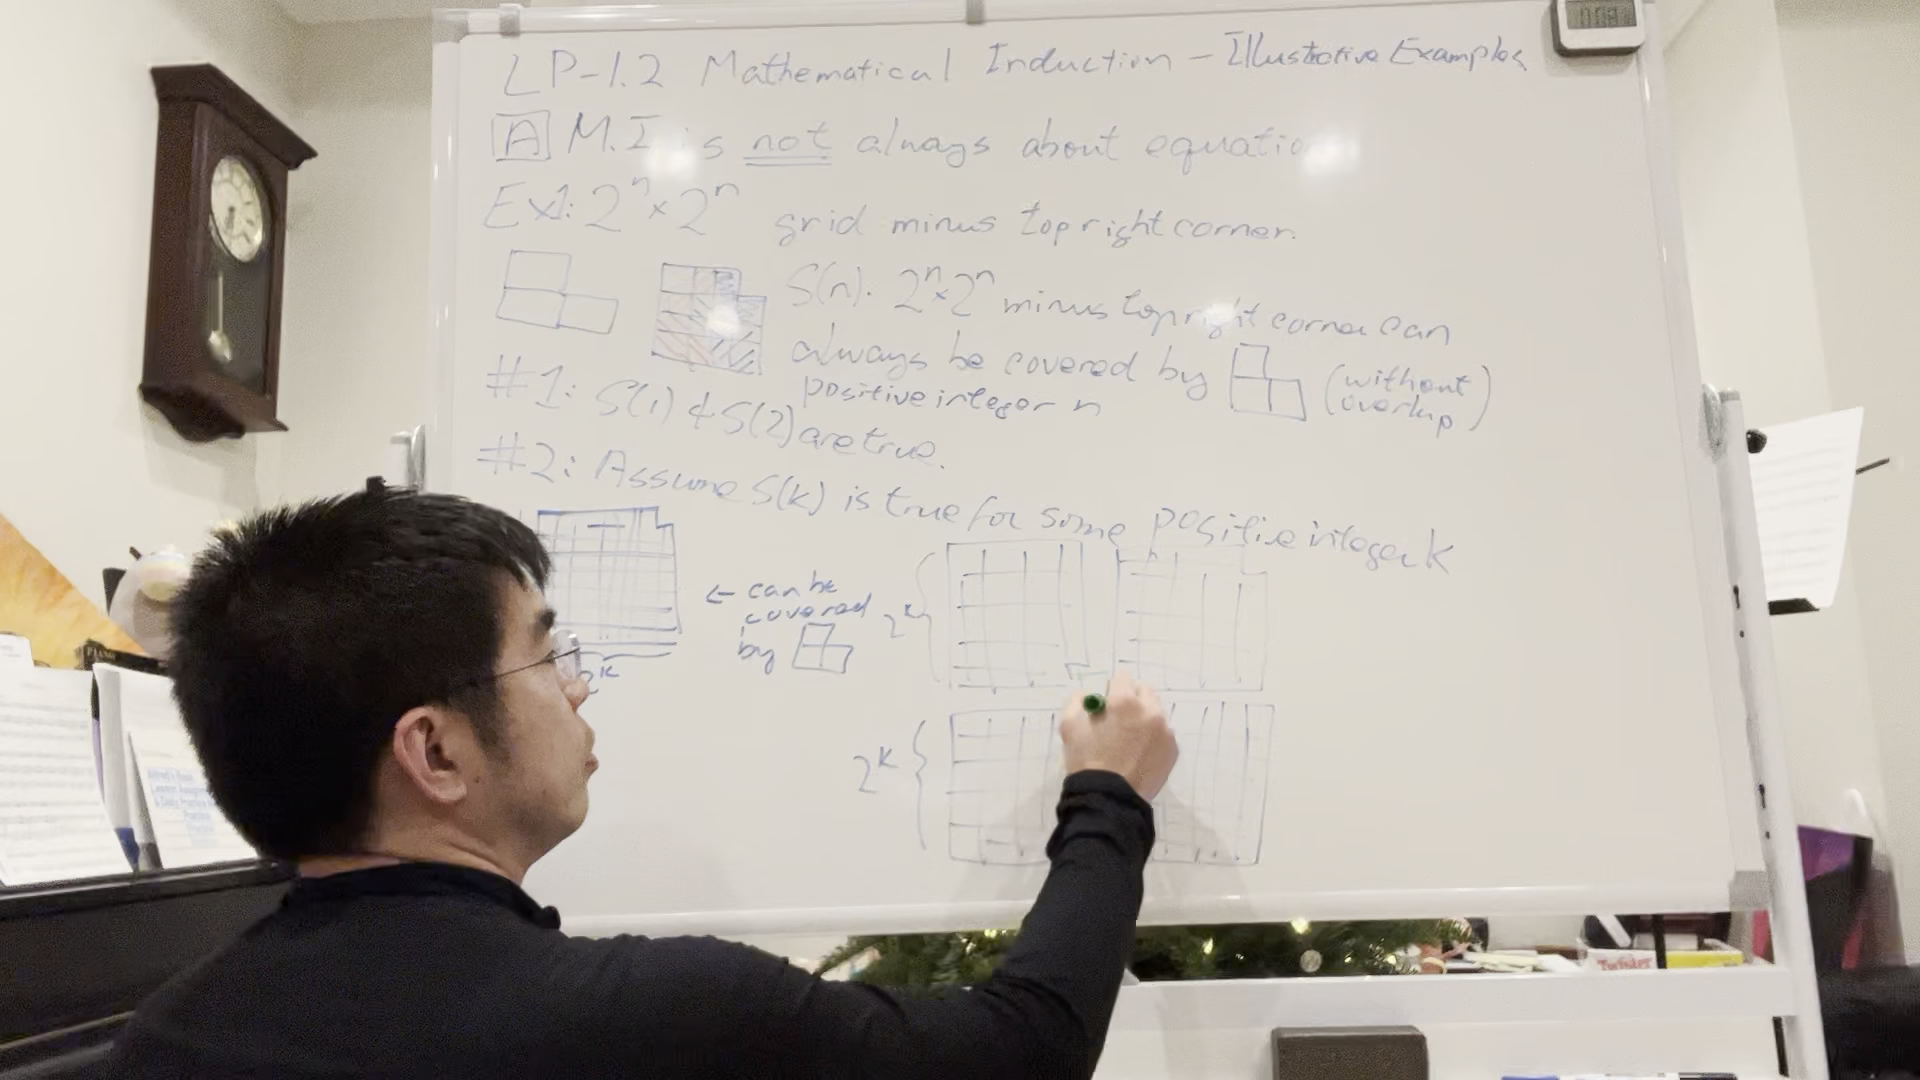 LP-1.2 Mathematical Induction - Illustrative Examples
A M.I is not always about equatio
Ex1: 2ⁿ × 2ⁿ grid minus top right corner.
S(n): 2ⁿ × 2ⁿ minus top right corner can
always be covered by (without overlap)
positive integer n
#1: S(1) & S(2) are true.
#2: Assume S(k) is true for some positive integer k
← can be
covered
by
2ᵏ
2ᵏ
2ᵏ
Twister